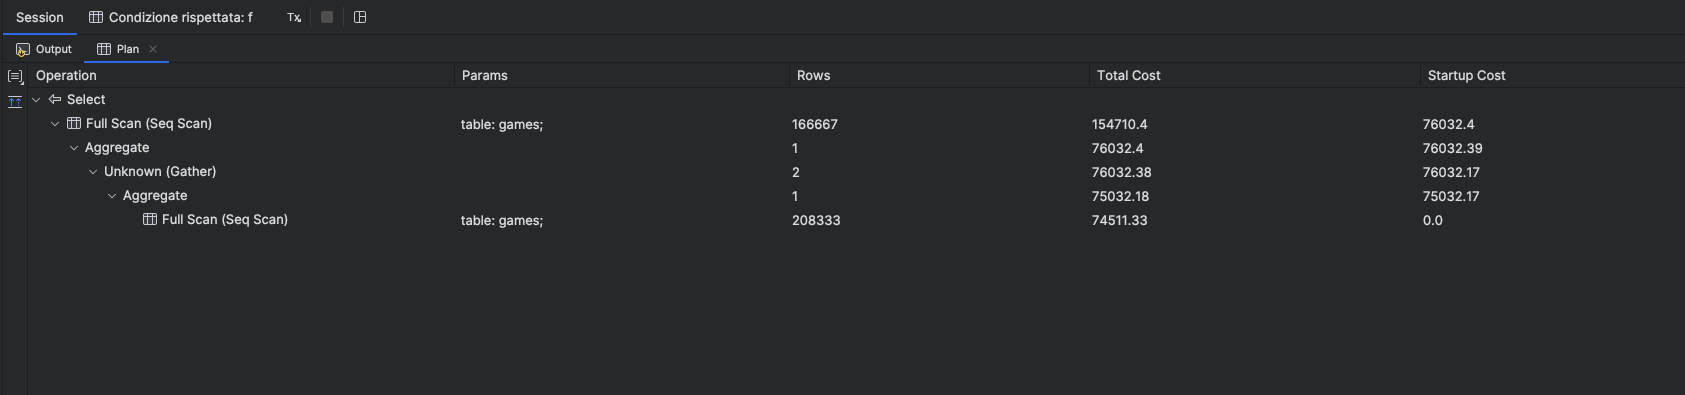 Session Condizione rispettata: f Tx
Output Plan
Operation Params Rows Total Cost Startup Cost
Select
Full Scan (Seq Scan) table: games; 166667 154710.4 76032.4
Aggregate 1 76032.4 76032.39
Unknown (Gather) 2 76032.38 76032.17
Aggregate 1 75032.18 75032.17
Full Scan (Seq Scan) table: games; 208333 74511.33 0.0